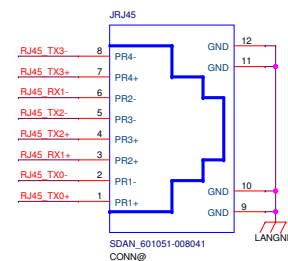 JRJ45
RJ45_TX3- 8 PR4- GND 12
RJ45_TX3+ 7 PR4+ GND 11
RJ45_RX1- 6 PR2-
RJ45_TX2- 5 PR3-
RJ45_TX2+ 4 PR3+
RJ45_RX1+ 3 PR2+
RJ45_TX0- 2 PR1- GND 10
RJ45_TX0+ 1 PR1+ GND 9
LANGND
SDAN_601051-008041
CONN@